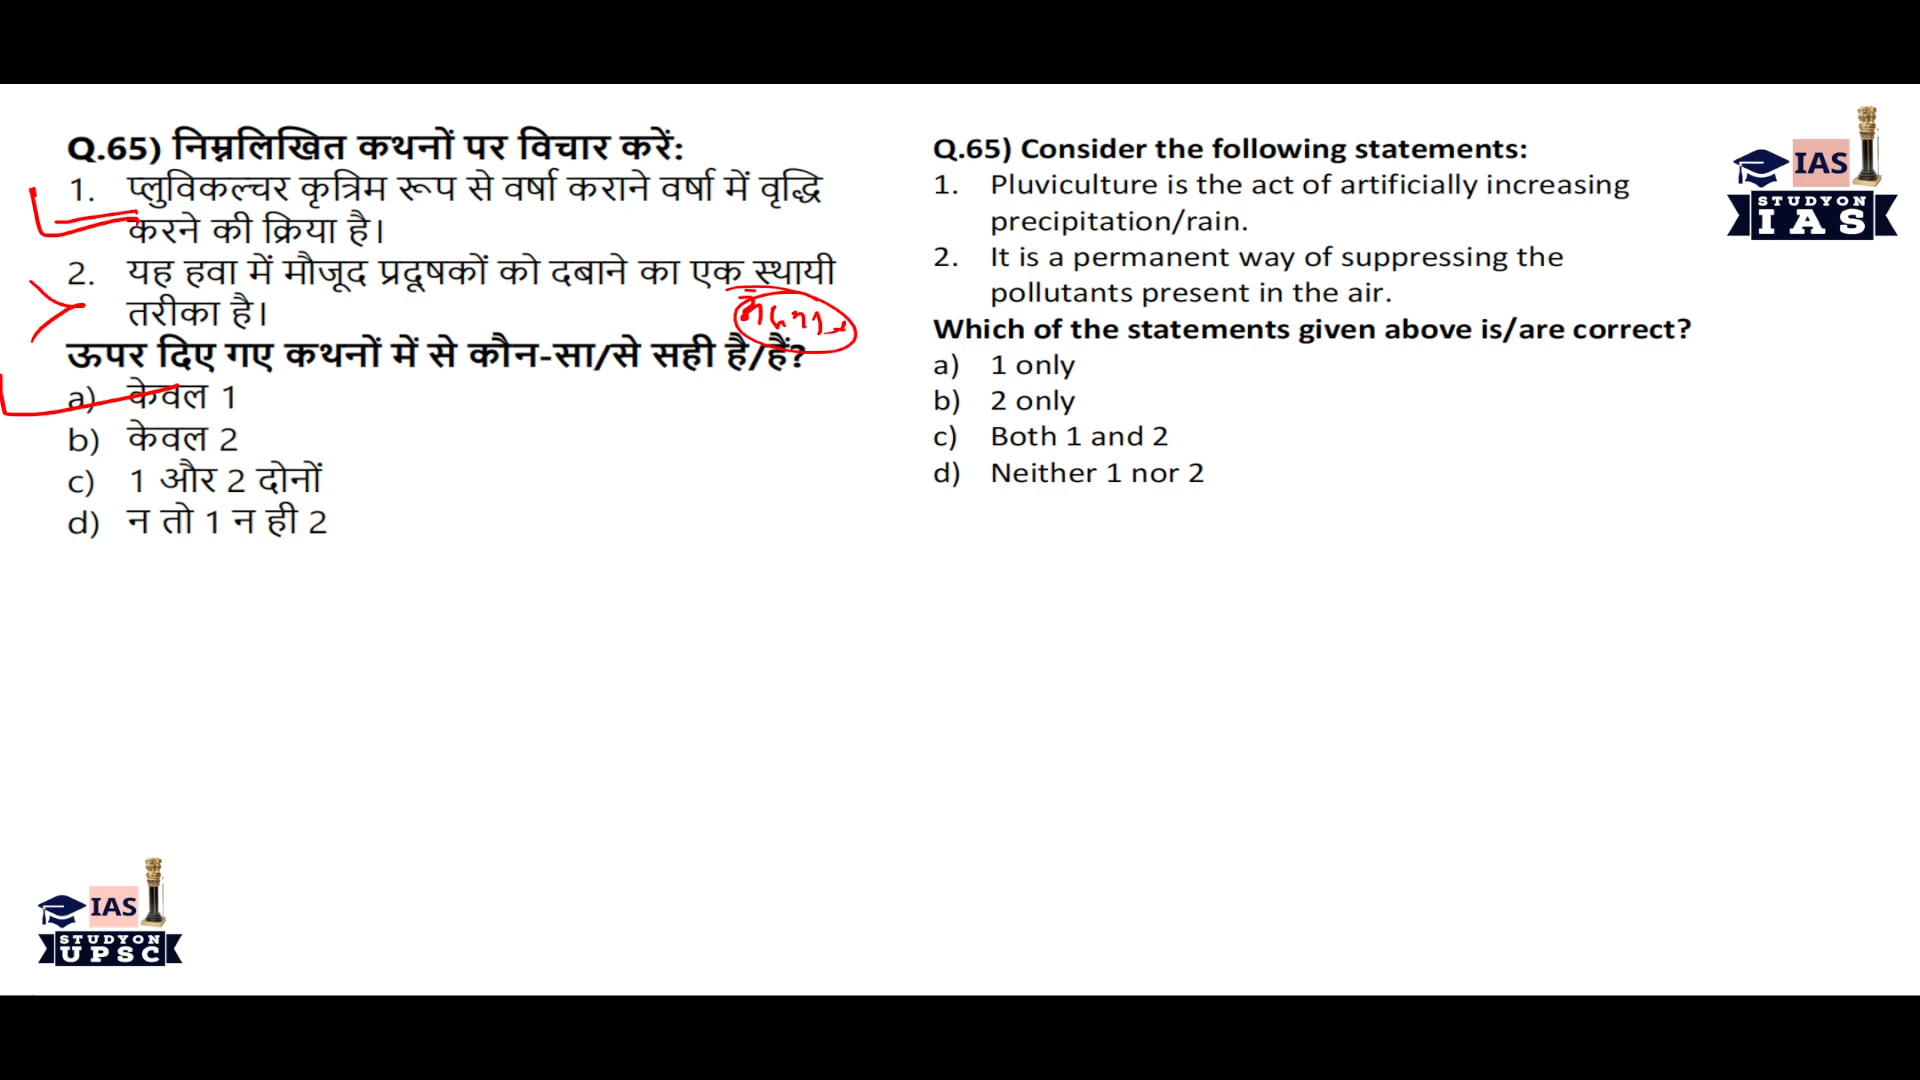 Q.65) निम्नलिखित कथनों पर विचार करें:
1. प्लुविकल्चर कृत्रिम रूप से वर्षा कराने वर्षा में वृद्धि
करने की क्रिया है।
2. यह हवा में मौजूद प्रदूषकों को दबाने का एक स्थायी
तरीका है।
ऊपर दिए गए कथनों में से कौन-सा/से सही है/हैं?
a) केवल 1
b) केवल 2
c) 1 और 2 दोनों
d) न तो 1 न ही 2
Q.65) Consider the following statements:
1. Pluviculture is the act of artificially increasing
precipitation/rain.
2. It is a permanent way of suppressing the
pollutants present in the air.
Which of the statements given above is/are correct?
a) 1 only
b) 2 only
c) Both 1 and 2
d) Neither 1 nor 2
IAS
STUDYON
IAS
IAS
STUDYON
UPSC